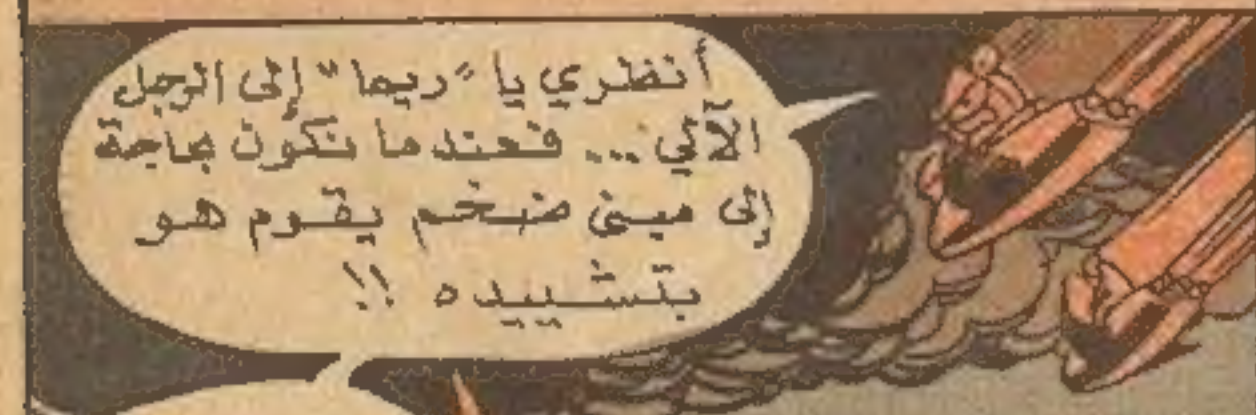 أنظري يا "ريما" إلى الرجل
الآلي ... فعندما نكون بحاجة
إلى مبنى ضخم يقوم هو
بتشييده !!